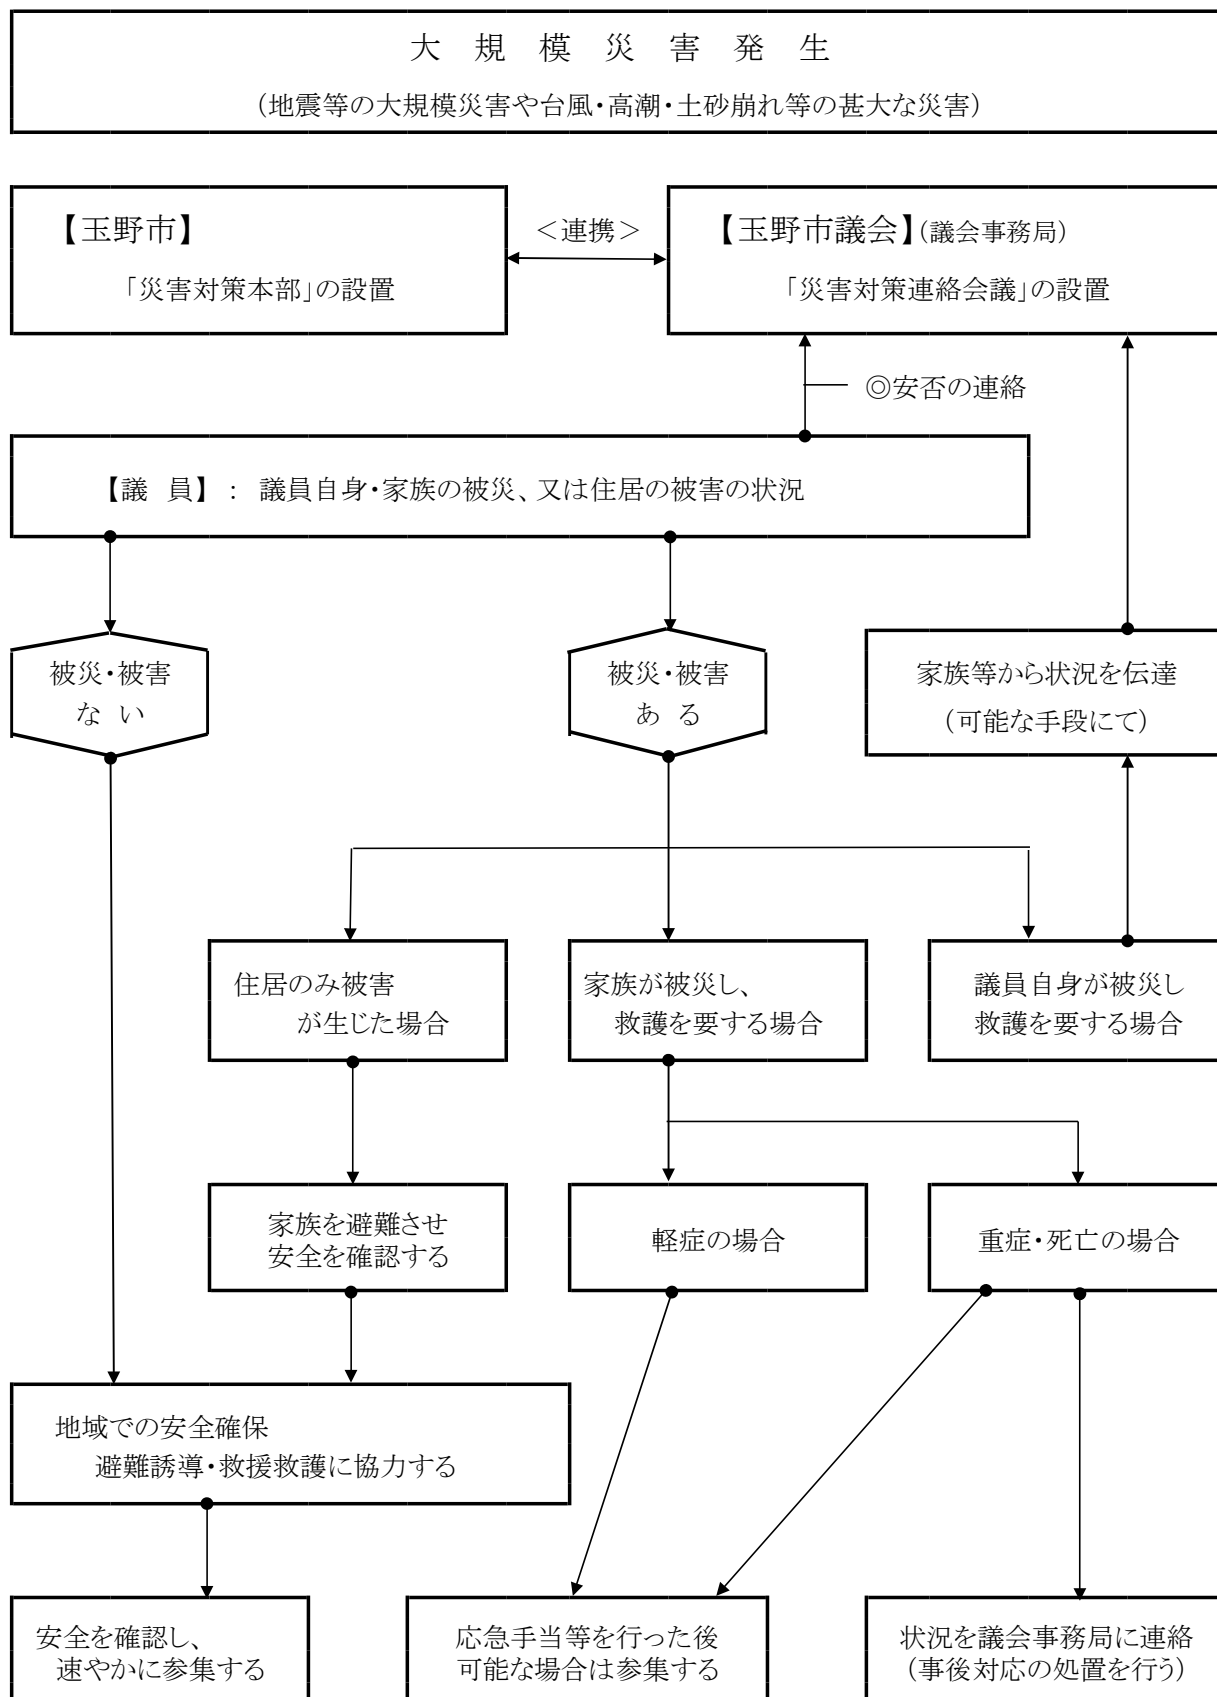 大規模災害発生
（地震等の大規模災害や台風・高潮・土砂崩れ等の甚大な災害）
【玉野市】
「災害対策本部」の設置
＜連携＞
【玉野市議会】（議会事務局）
「災害対策連絡会議」の設置
◎安否の連絡
【議　員】　：　議員自身・家族の被災、又は住居の被害の状況
被災・被害
な　い
被災・被害
あ　る
家族等から状況を伝達
（可能な手段にて）
住居のみ被害
が生じた場合
家族が被災し、
救護を要する場合
議員自身が被災し
救護を要する場合
家族を避難させ
安全を確認する
軽症の場合
重症・死亡の場合
地域での安全確保
避難誘導・救援救護に協力する
安全を確認し、
速やかに参集する
応急手当等を行った後
可能な場合は参集する
状況を議会事務局に連絡
（事後対応の処置を行う）